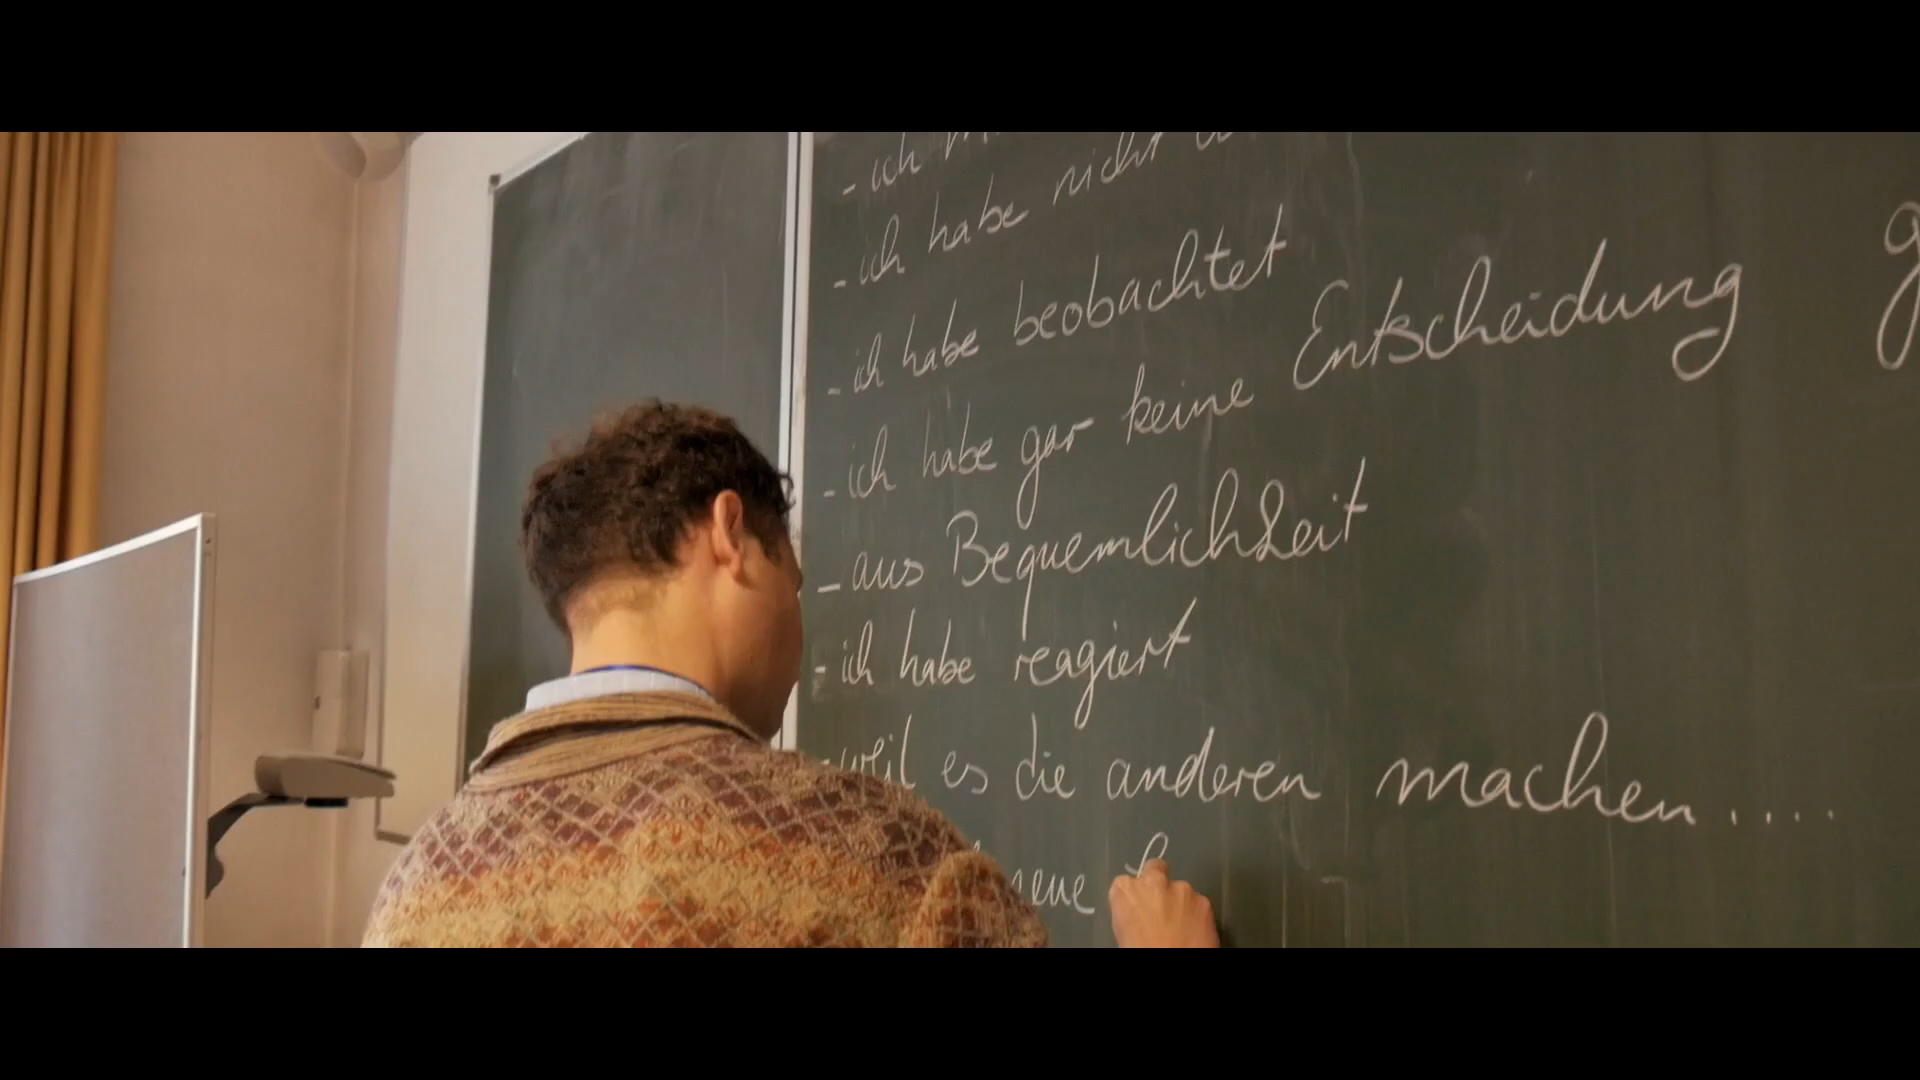 - ich
- ich habe nicht
- ich habe beobachtet
- ich habe gar keine Entscheidung
- aus Bequemlichkeit
- ich habe reagiert
- weil es die anderen machen.....